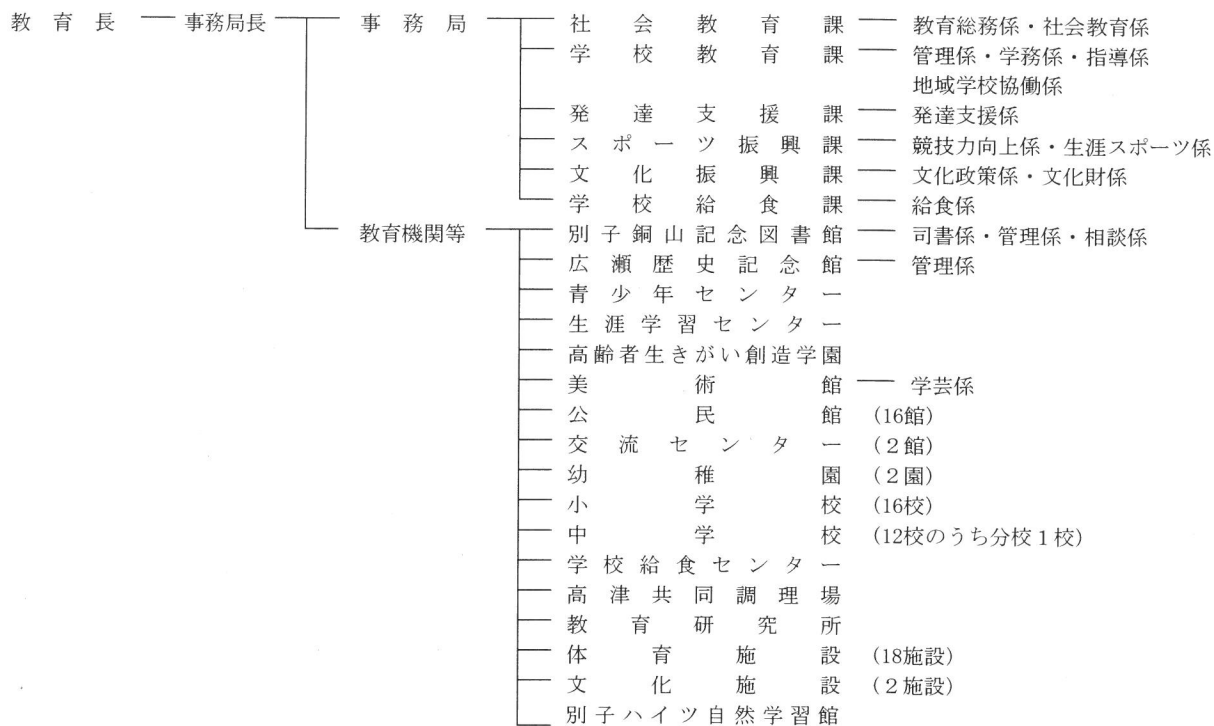 教育長 事務局長 事務局 社会教育課 教育総務係・社会教育係
学校教育課 管理係・学務係・指導係
地域学校協働係
発達支援課 発達支援係
スポーツ振興課 競技力向上係・生涯スポーツ係
文化振興課 文化政策係・文化財係
学校給食課 給食係
教育機関等 別子銅山記念図書館 司書係・管理係・相談係
広瀬歴史記念館 管理係
青少年センター
生涯学習センター
高齢者生きがい創造学園
美術館 学芸係
公民館 (16館)
交流センター (2館)
幼稚園 (2園)
小学校 (16校)
中学校 (12校のうち分校1校)
学校給食センター
高津共同調理場
教育研究所
体育施設 (18施設)
文化施設 (2施設)
別子ハイツ自然学習館